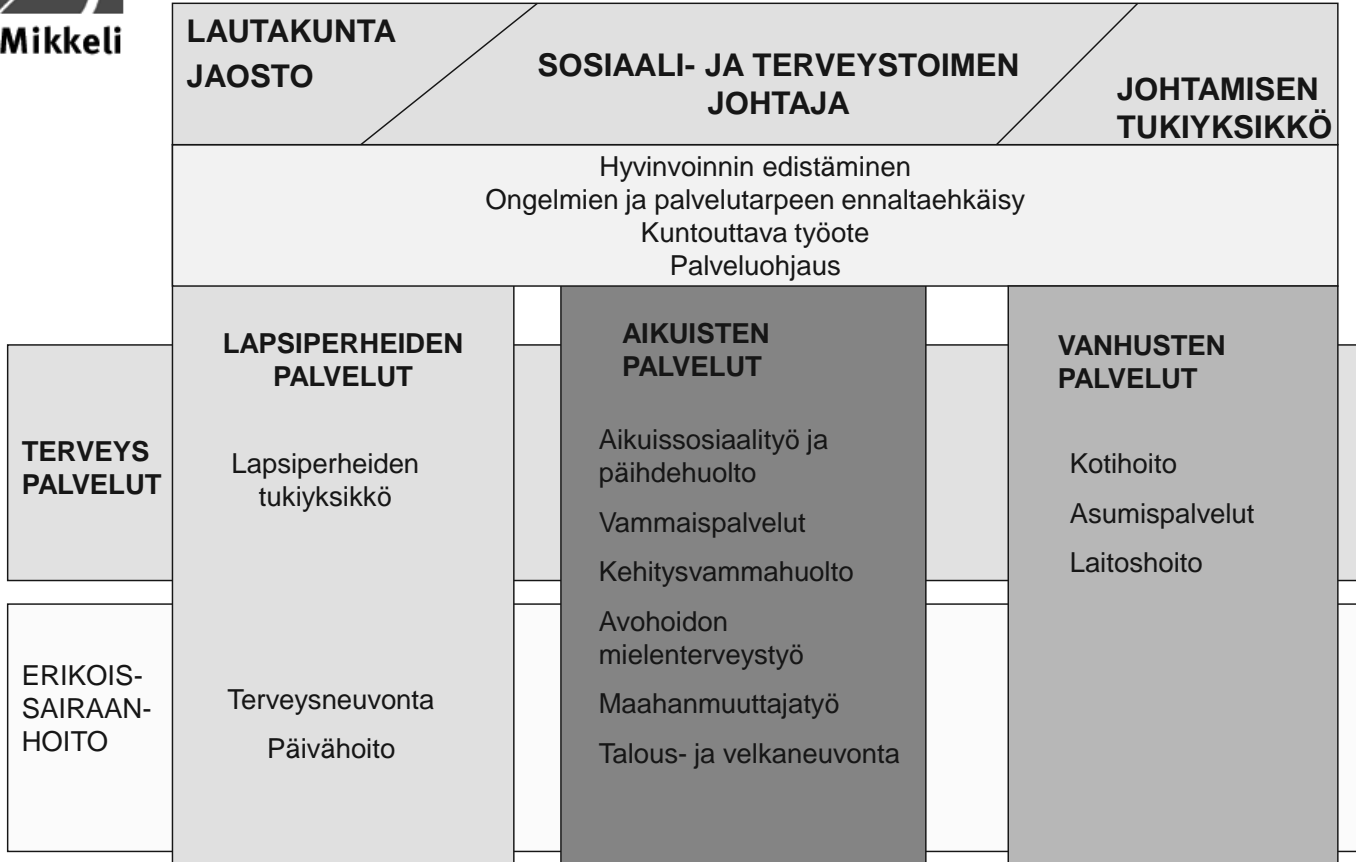 Mikkeli
LAUTAKUNTA
JAOSTO
SOSIAALI- JA TERVEYSTOIMEN
JOHTAJA
JOHTAMISEN
TUKIYKSIKKÖ
Hyvinvoinnin edistäminen
Ongelmien ja palvelutarpeen ennaltaehkäisy
Kuntouttava työote
Palveluohjaus
TERVEYS
PALVELUT
ERIKOIS-
SAIRAAN-
HOITO
LAPSIPERHEIDEN
PALVELUT
Lapsiperheiden
tukiyksikkö
Terveysneuvonta
Päivähoito
AIKUISTEN
PALVELUT
Aikuissosiaalityö ja
päihdehuolto
Vammaispalvelut
Kehitysvammahuolto
Avohoidon
mielenterveystyö
Maahanmuuttajatyö
Talous- ja velkaneuvonta
VANHUSTEN
PALVELUT
Kotihoito
Asumispalvelut
Laitoshoito